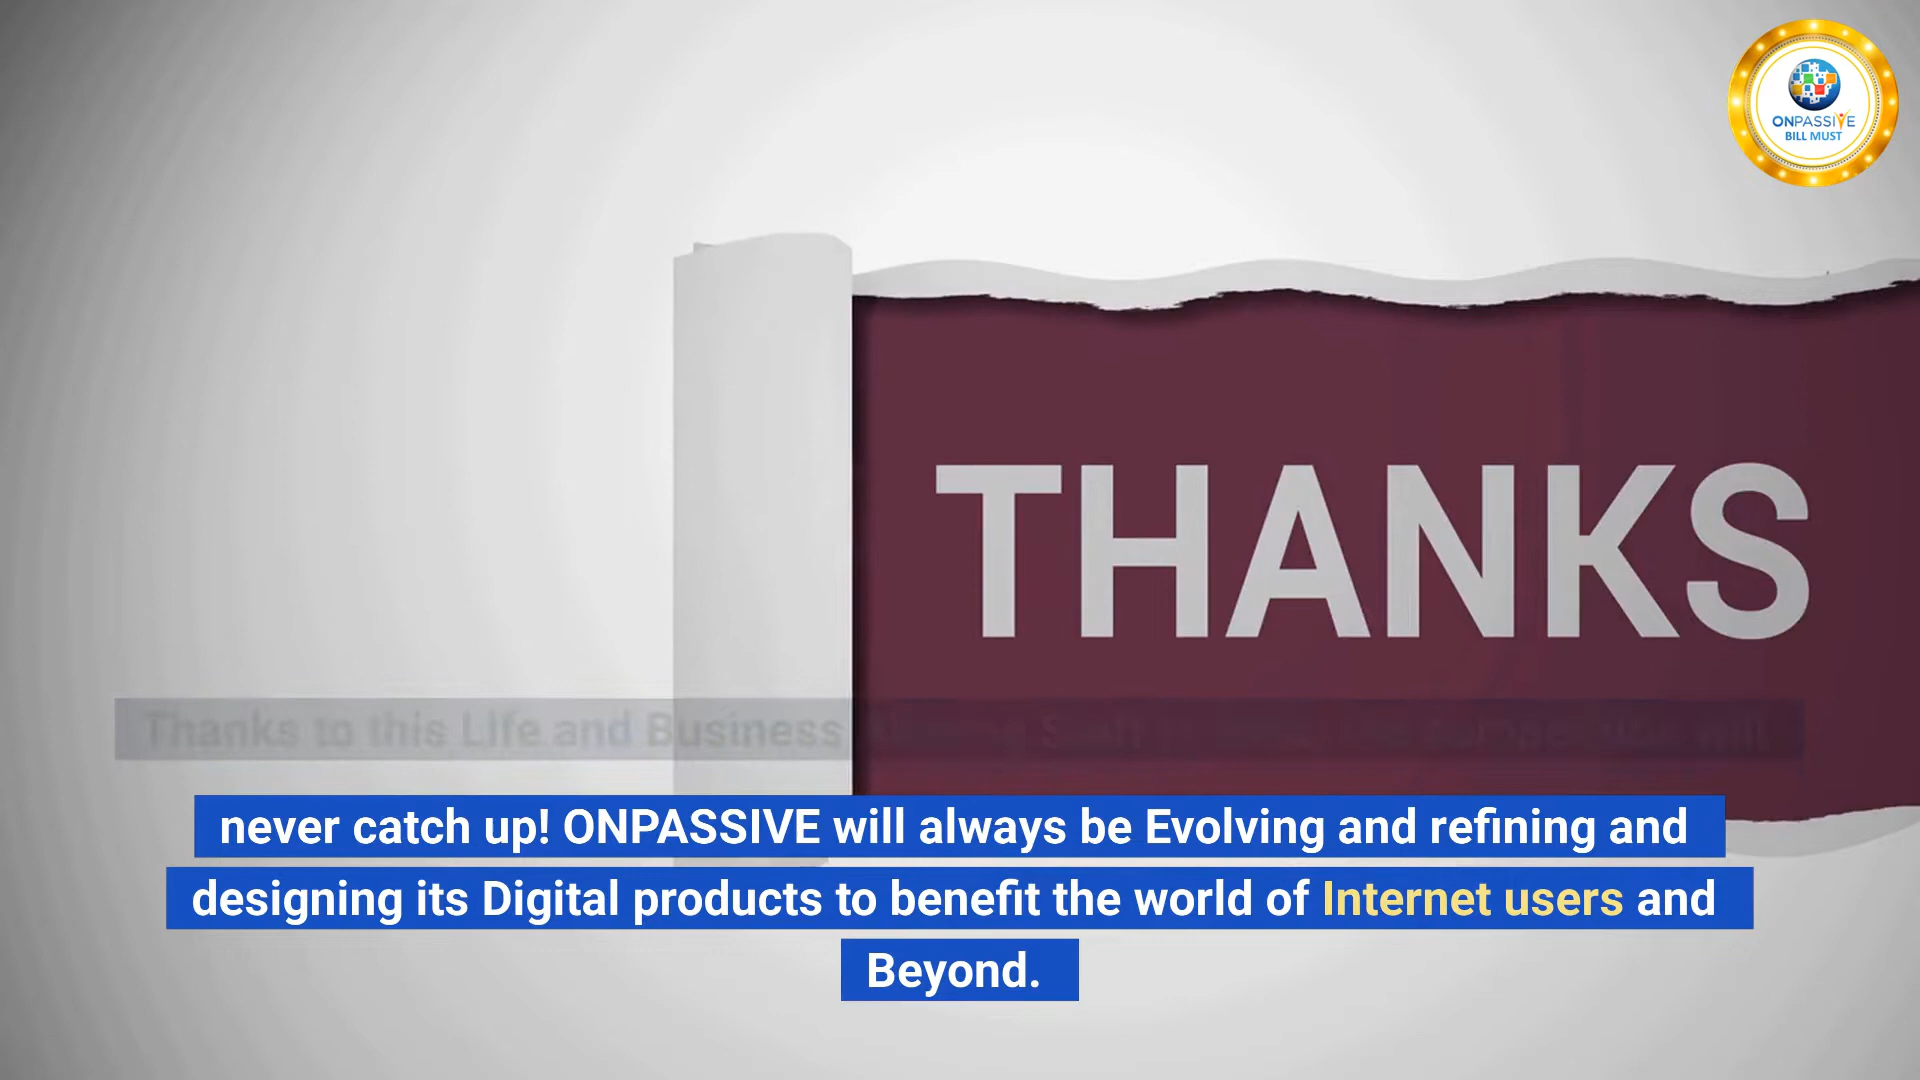 ONPASSIVE
BILL MUST
THANKS
Thanks to this Life and Business
never catch up! ONPASSIVE will always be Evolving and refining and
designing its Digital products to benefit the world of Internet users and
Beyond.